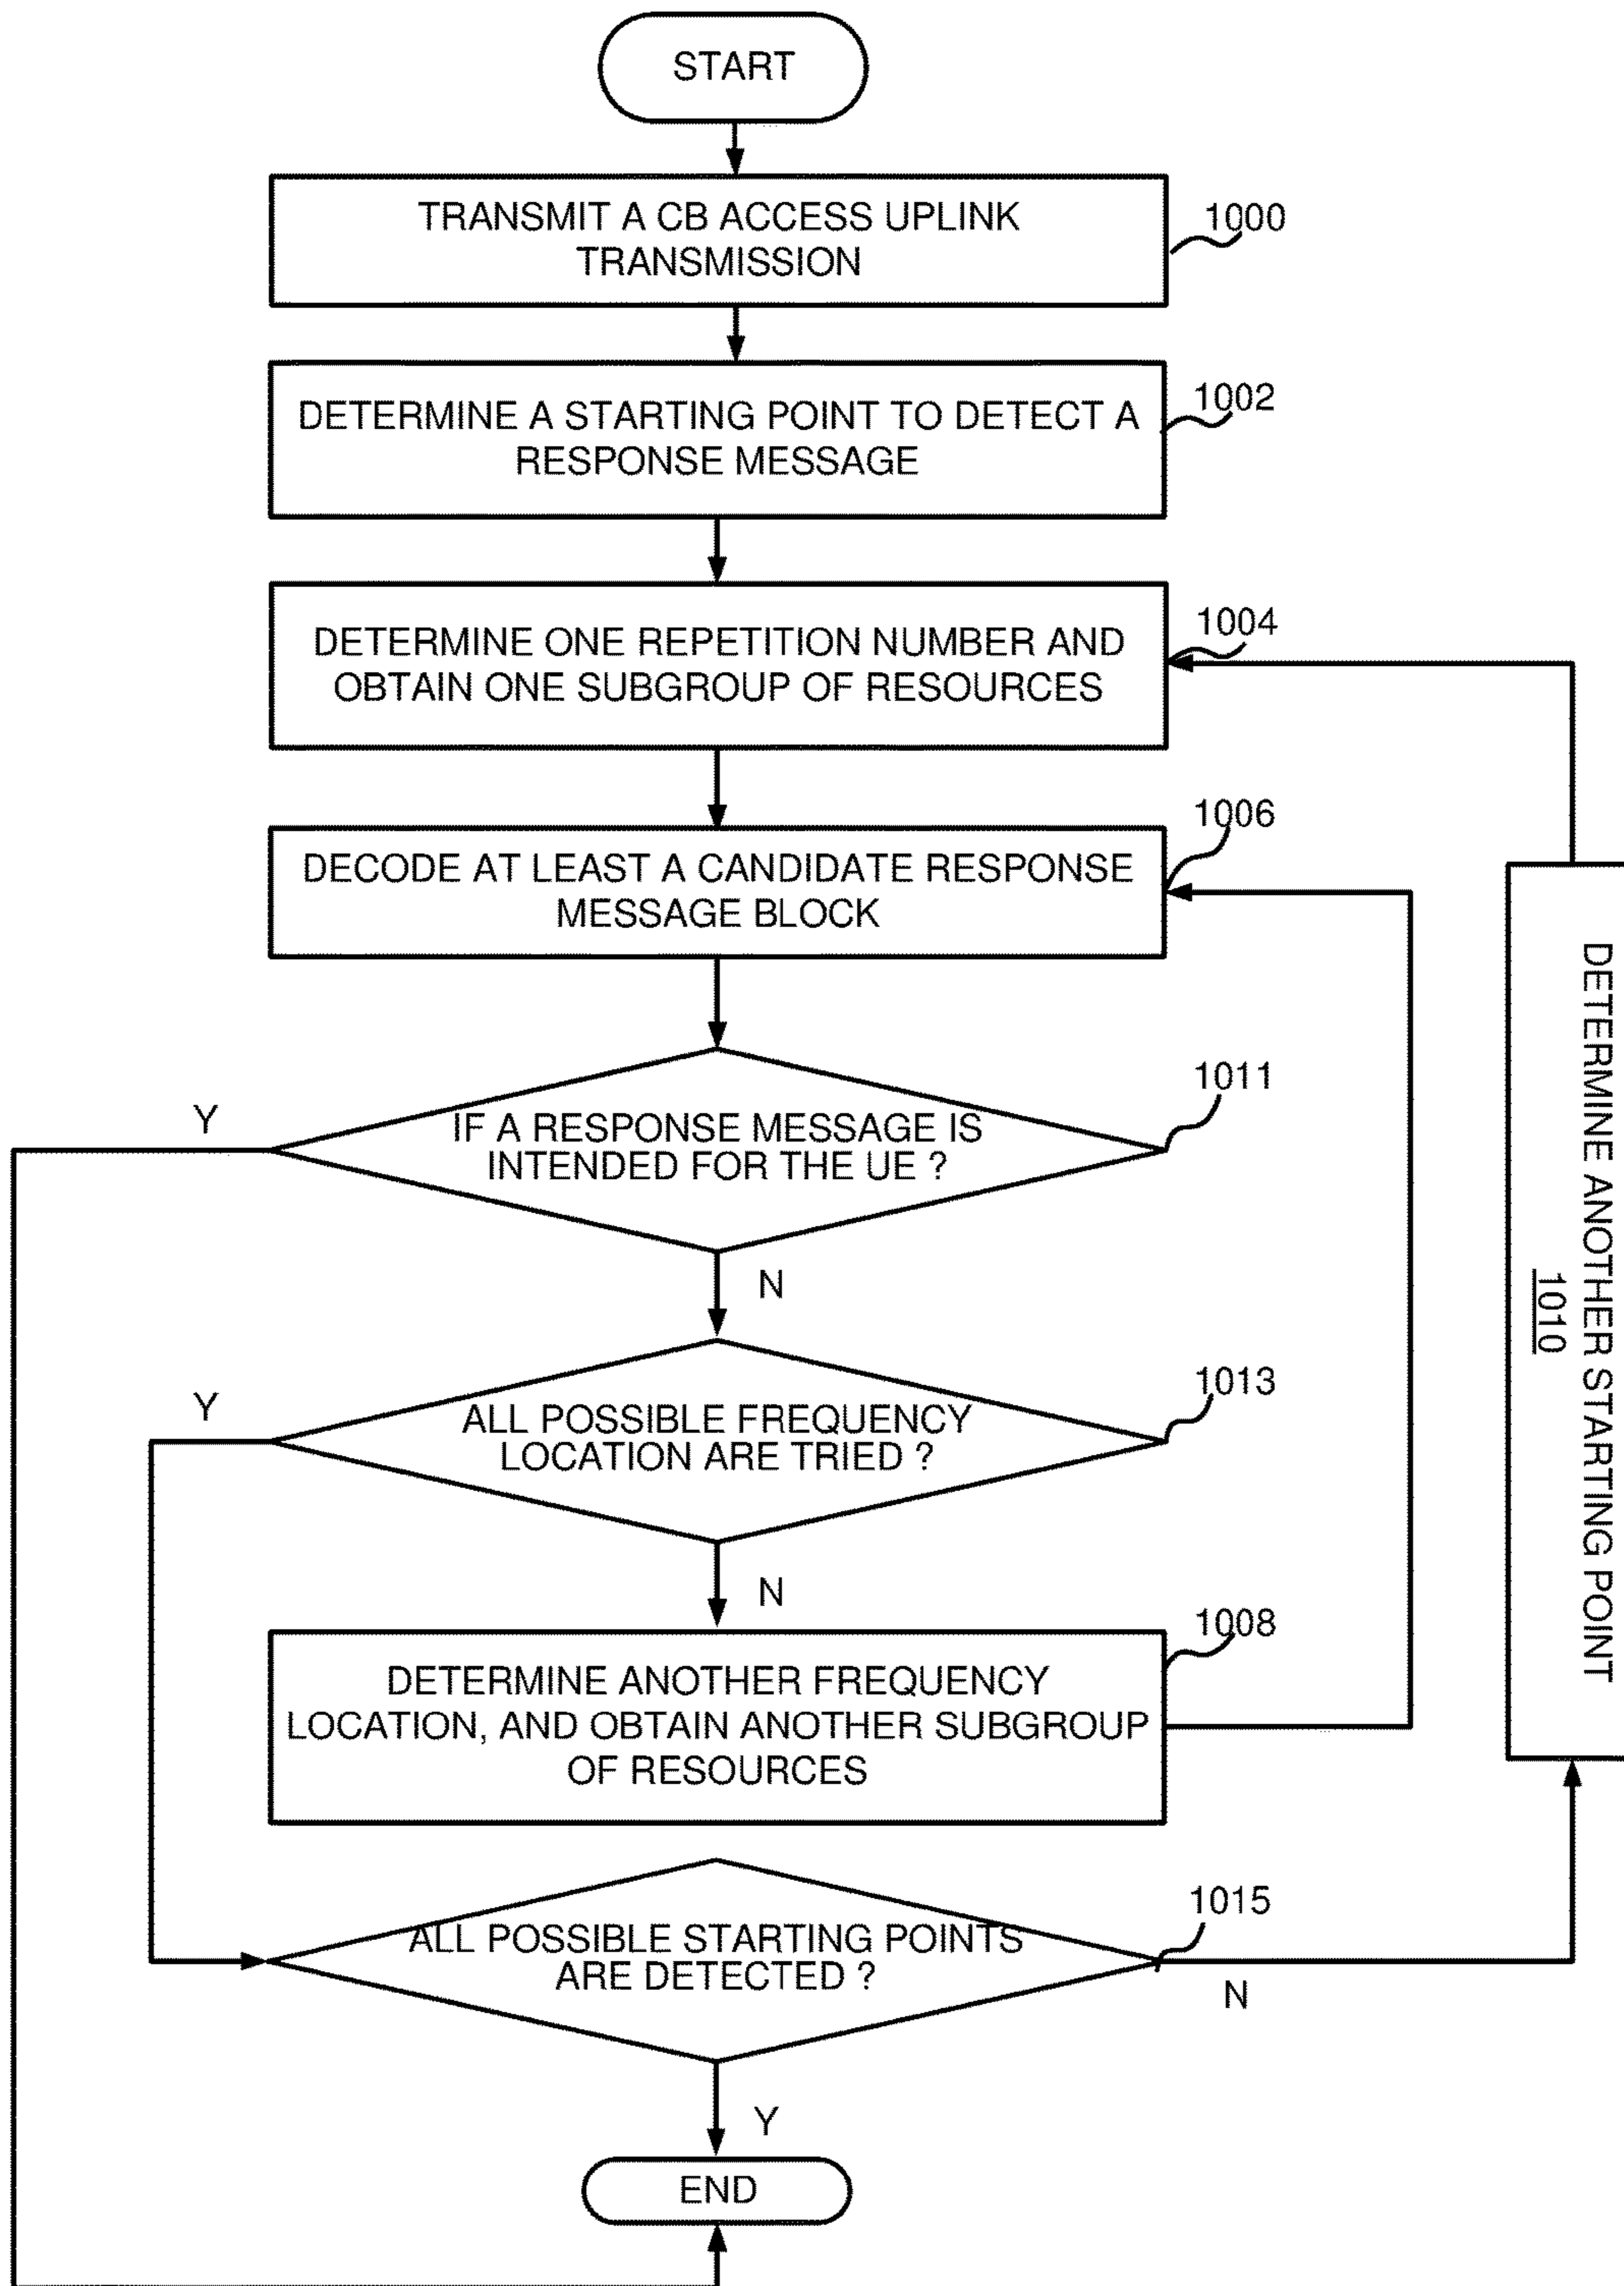 START
TRANSMIT A CB ACCESS UPLINK
TRANSMISSION
1000
DETERMINE A STARTING POINT TO DETECT A
RESPONSE MESSAGE
1002
DETERMINE ONE REPETITION NUMBER AND
OBTAIN ONE SUBGROUP OF RESOURCES
1004
DECODE AT LEAST A CANDIDATE RESPONSE
MESSAGE BLOCK
1006
IF A RESPONSE MESSAGE IS
INTENDED FOR THE UE ?
1011
Y
N
ALL POSSIBLE FREQUENCY
LOCATION ARE TRIED ?
1013
Y
N
DETERMINE ANOTHER FREQUENCY
LOCATION, AND OBTAIN ANOTHER SUBGROUP
OF RESOURCES
1008
ALL POSSIBLE STARTING POINTS
ARE DETECTED ?
1015
N
Y
DETERMINE ANOTHER STARTING POINT
1010
END